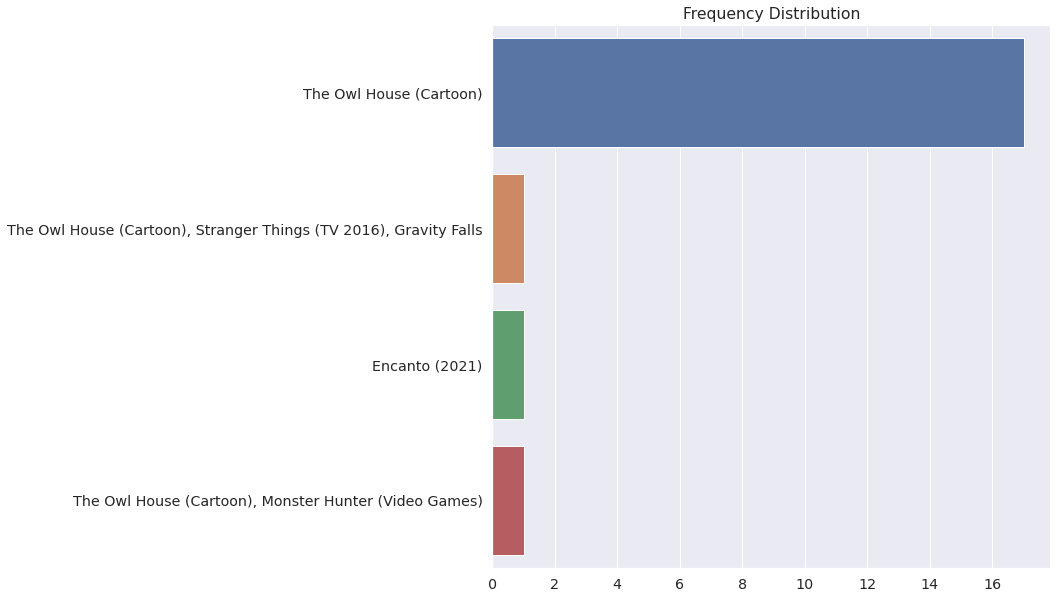 Frequency Distribution
The Owl House (Cartoon)
The Owl House (Cartoon), Stranger Things (TV 2016), Gravity Falls
Encanto (2021)
The Owl House (Cartoon), Monster Hunter (Video Games)
0 2 4 6 8 10 12 14 16